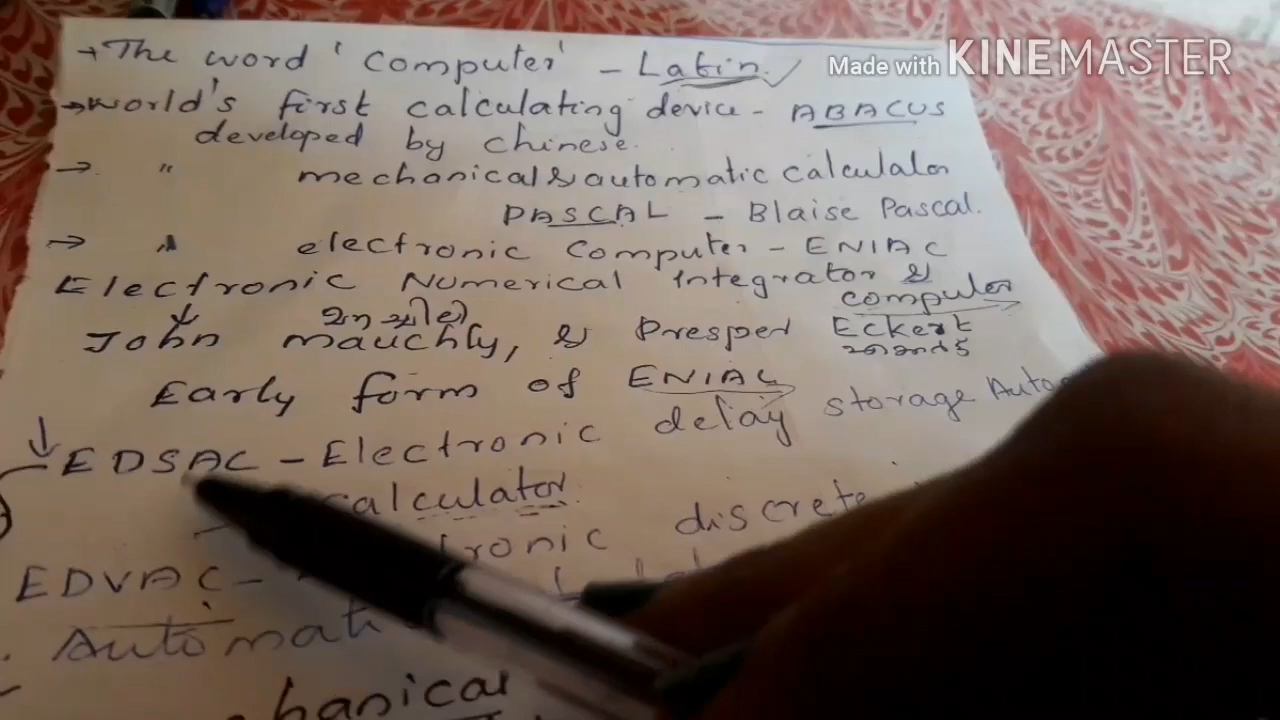 Made with KINEMASTER
→ The word 'Computer' - Latin. ✓
→ World's first calculating device - ABACUS
developed by Chinese.
→ " mechanical & automatic calculator
PASCAL - Blaise Pascal.
→ " electronic Computer - ENIAC
Electronic Numerical Integrator &
computer
John mauchly, & Presper Eckert
Early form of ENIAC
↓ EDSAC - Electronic delay storage
calculator
discrete
EDVAC -